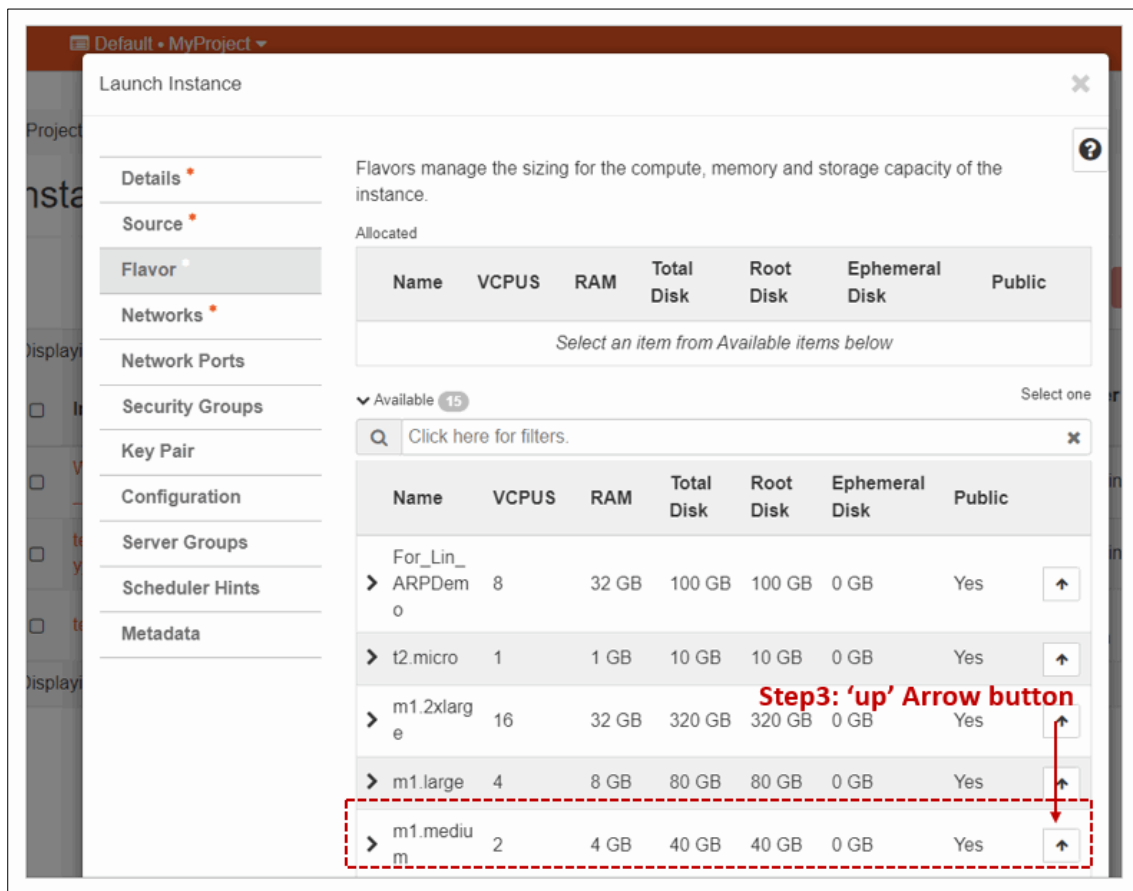 Default • MyProject
Launch Instance
Project
Details *
Source *
Flavor *
Networks *
Network Ports
Security Groups
Key Pair
Configuration
Server Groups
Scheduler Hints
Metadata
Flavors manage the sizing for the compute, memory and storage capacity of the
instance.
Allocated
Name VCPUS RAM Total Disk Root Disk Ephemeral Disk Public
Select an item from Available items below
Available 15
Select one
Click here for filters.
Name VCPUS RAM Total Disk Root Disk Ephemeral Disk Public
For_Lin_
ARPDem 8 32 GB 100 GB 100 GB 0 GB Yes
o
t2.micro 1 1 GB 10 GB 10 GB 0 GB Yes
Step3: ‘up’ Arrow button
m1.2xlarg
e 16 32 GB 320 GB 320 GB 0 GB Yes
m1.large 4 8 GB 80 GB 80 GB 0 GB Yes
m1.mediu
m 2 4 GB 40 GB 40 GB 0 GB Yes